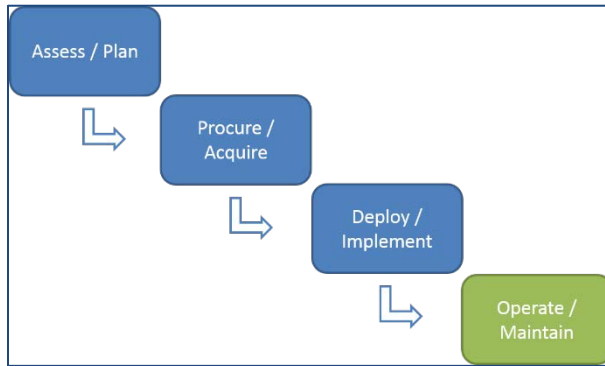 Assess / Plan
Procure /
Acquire
Deploy /
Implement
Operate /
Maintain